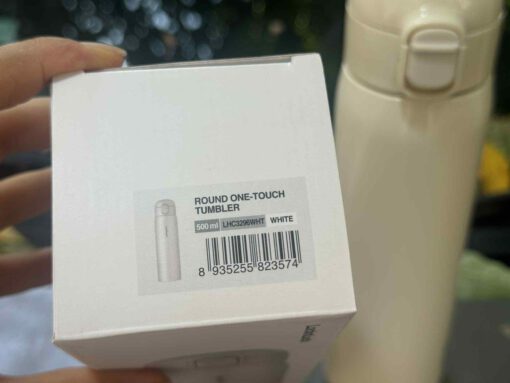 ROUND ONE-TOUCH
TUMBLER
500 ml LHC3296WHT WHITE
8 935255 823574